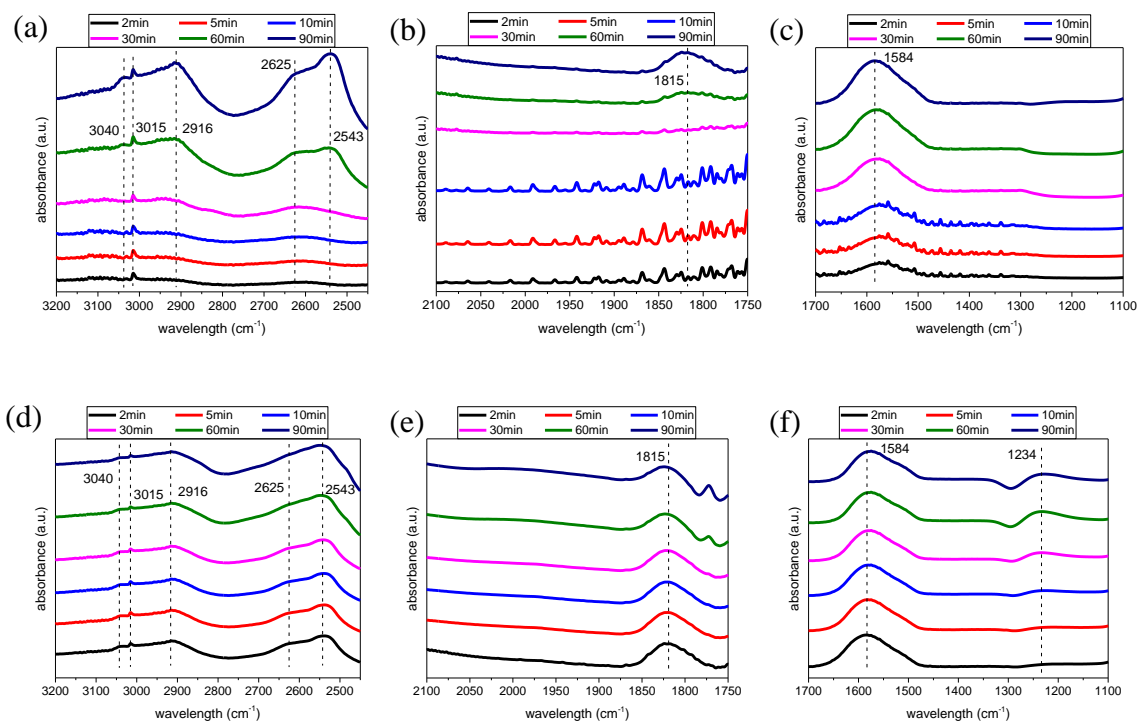 (a)
2min 5min 10min
30min 60min 90min
2625
3040 3015 2916
2543
absorbance (a.u.)
3200 3100 3000 2900 2800 2700 2600 2500
wavelength (cm-1)
(b)
2min 5min 10min
30min 60min 90min
1815
absorbance (a.u.)
2100 2050 2000 1950 1900 1850 1800 1750
wavelength (cm-1)
(c)
2min 5min 10min
30min 60min 90min
1584
absorbance (a.u.)
1700 1600 1500 1400 1300 1200 1100
wavelength (cm-1)
(d)
2min 5min 10min
30min 60min 90min
3040
3015 2916 2625 2543
absorbance (a.u.)
3200 3100 3000 2900 2800 2700 2600 2500
wavelength (cm-1)
(e)
2min 5min 10min
30min 60min 90min
1815
absorbance (a.u.)
2100 2050 2000 1950 1900 1850 1800 1750
wavelength (cm-1)
(f)
2min 5min 10min
30min 60min 90min
1584 1234
absorbance (a.u.)
1700 1600 1500 1400 1300 1200 1100
wavelength (cm-1)